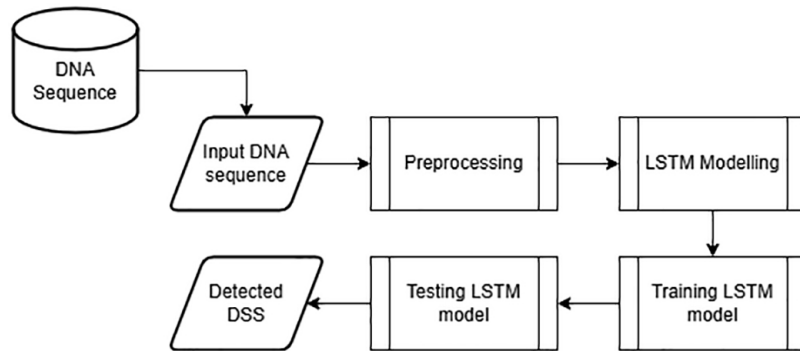 DNA
Sequence
Input DNA
sequence
Preprocessing
LSTM Modelling
Detected
DSS
Testing LSTM
model
Training LSTM
model